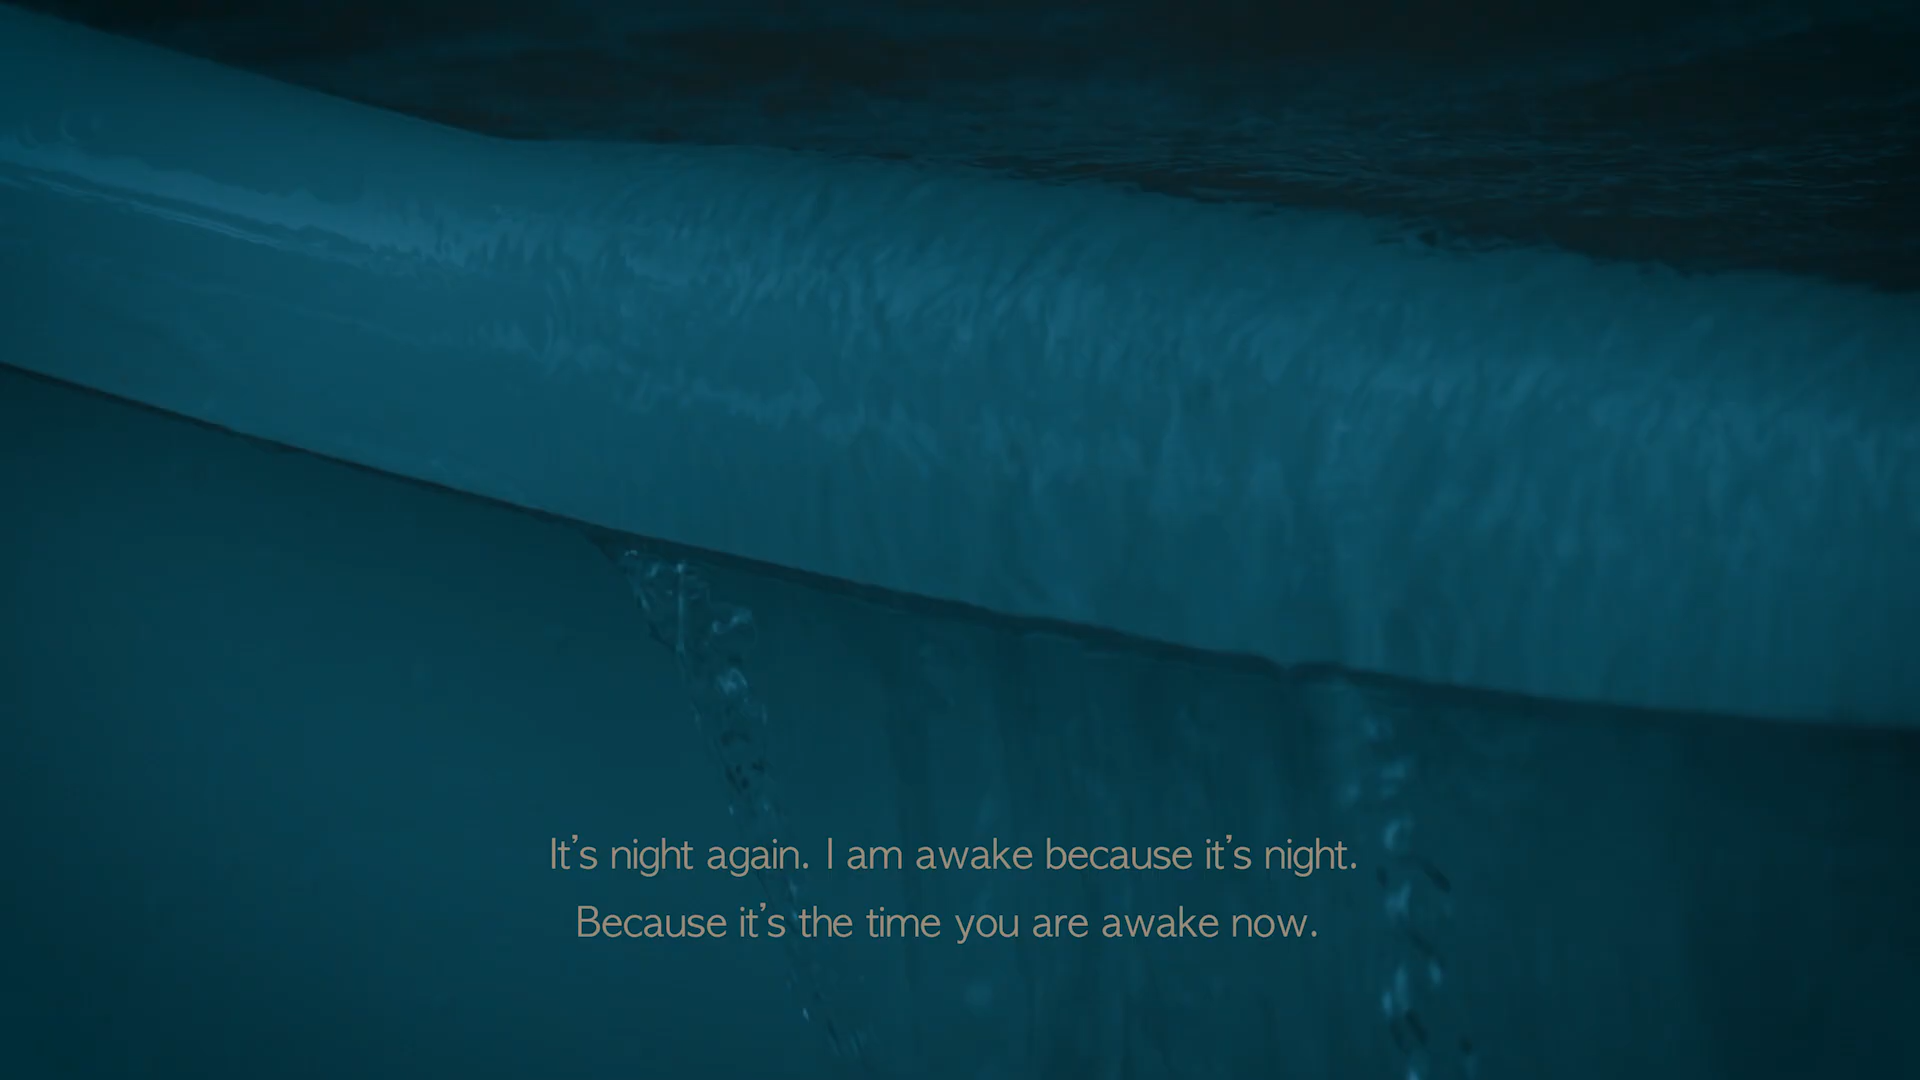 It’s night again. I am awake because it’s night.
Because it’s the time you are awake now.